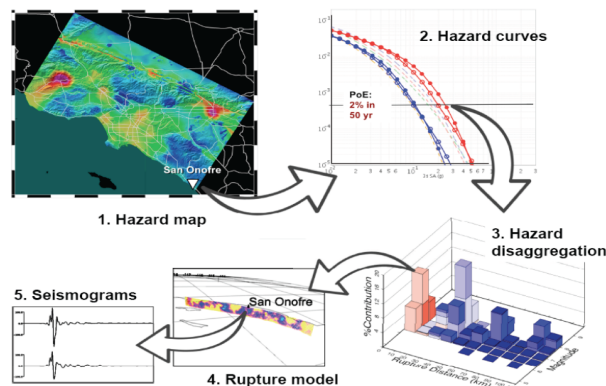 San Onofre
1. Hazard map
2. Hazard curves
PoE:
2% in
50 yr
3. Hazard
disaggregation
%Contribution
Rupture Distance (km)
Magnitude
San Onofre
4. Rupture model
5. Seismograms